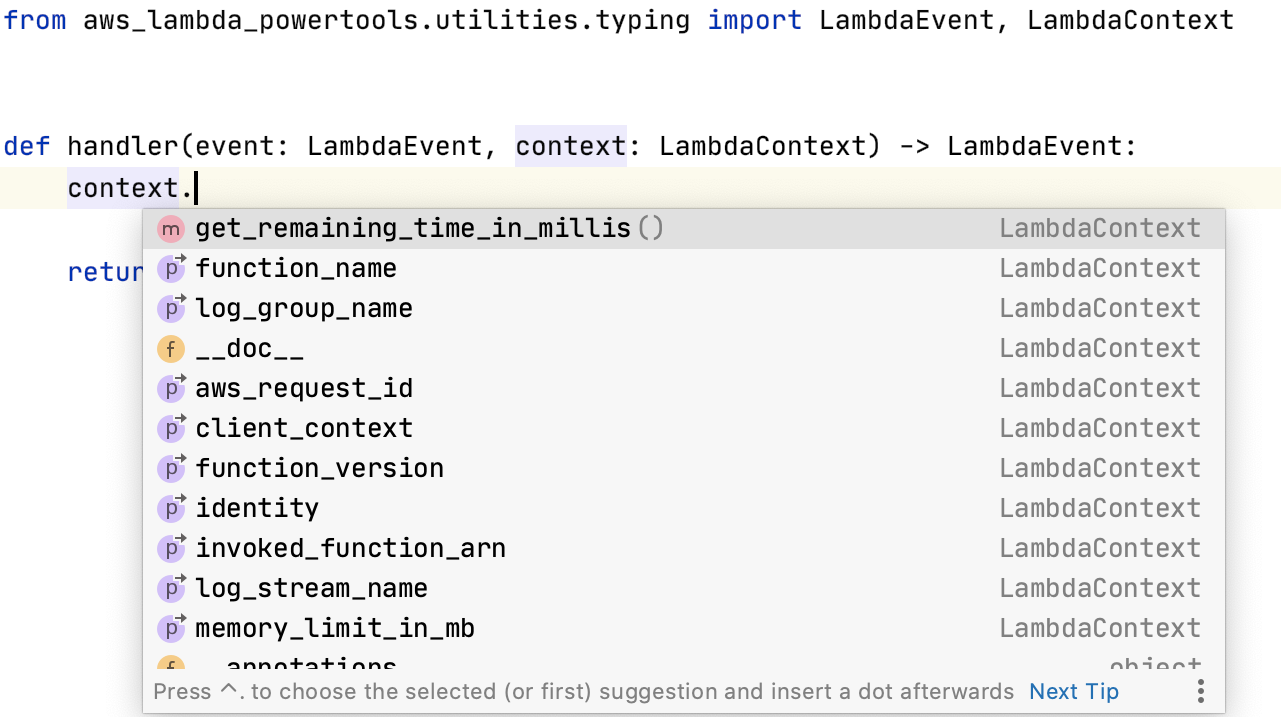 from aws_lambda_powertools.utilities.typing import LambdaEvent, LambdaContext
def handler(event: LambdaEvent, context: LambdaContext) -> LambdaEvent:
context.
m get_remaining_time_in_millis() LambdaContext
p function_name LambdaContext
retur
p log_group_name LambdaContext
f __doc__ LambdaContext
p aws_request_id LambdaContext
p client_context LambdaContext
p function_version LambdaContext
p identity LambdaContext
p invoked_function_arn LambdaContext
p log_stream_name LambdaContext
p memory_limit_in_mb LambdaContext
f __annotations__ object
Press ^. to choose the selected (or first) suggestion and insert a dot afterwards Next Tip